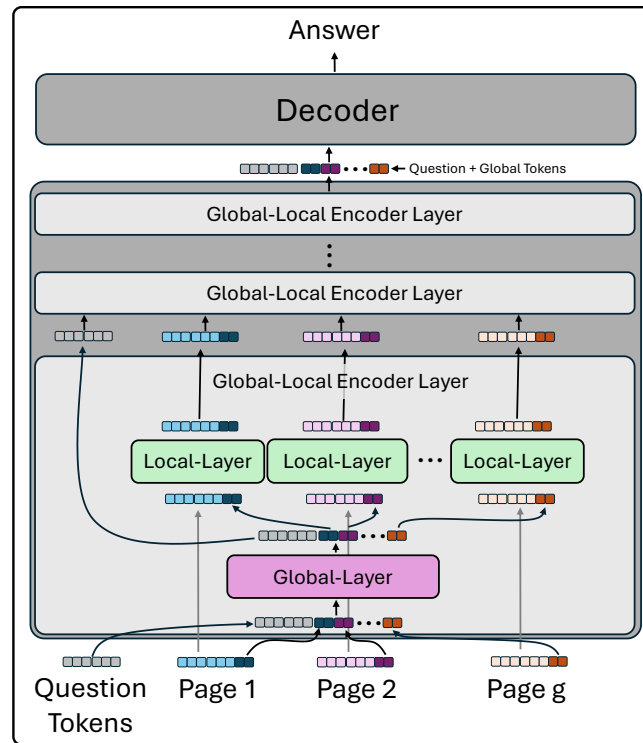 Answer
Decoder
Question + Global Tokens
Global-Local Encoder Layer
Global-Local Encoder Layer
Global-Local Encoder Layer
Local-Layer Local-Layer Local-Layer
Global-Layer
Question Tokens
Page 1
Page 2
Page g